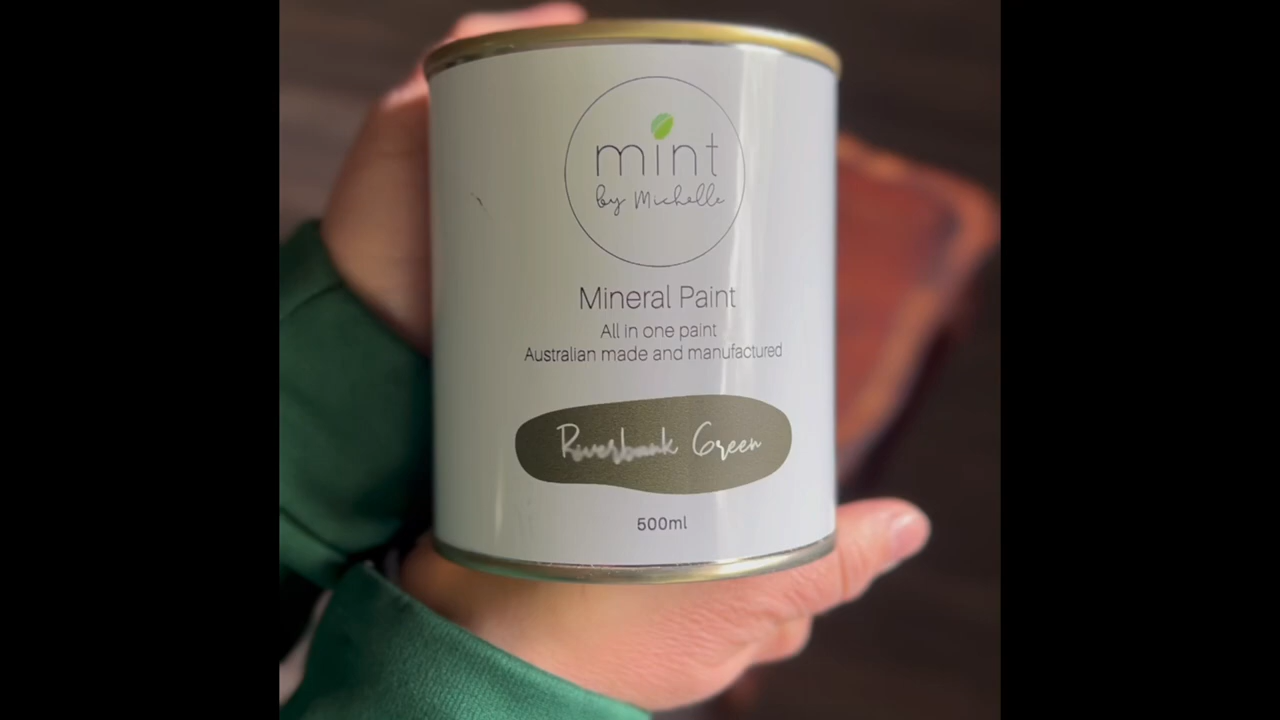 mint
by Michelle
Mineral Paint
All in one paint
Australian made and manufactured
Riverbank Green
500ml